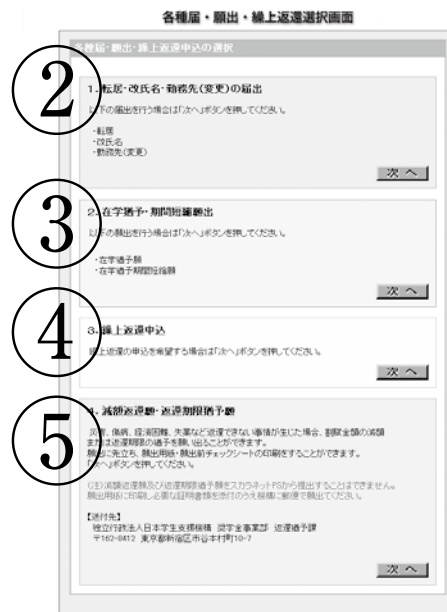 各種届・願出・繰上返還選択画面
各種届・願出・繰上返還申込の選択
②
1. 転居・改氏名・勤務先(変更)の届出
以下の届出を行う場合は「次へ」ボタンを押してください。
・転居
・改氏名
・勤務先(変更)
次 へ
③
2. 在学猶予・期間短縮願出
以下の願出を行う場合は「次へ」ボタンを押してください。
・在学猶予願
・在学猶予期間短縮願
次 へ
④
3. 繰上返還申込
繰上返還の申込を希望する場合は「次へ」ボタンを押してください。
次 へ
⑤
4. 減額返還願・返還期限猶予願
災害、傷病、経済困難、失業など返還できない事情が生じた場合、割賦金額の減額
または返還期限の猶予を願い出ることができます。
願出に先立ち、願出用紙・願出前チェックシートの印刷をすることができます。
「次へ」ボタンを押してください。
(注)減額返還願及び返還期限猶予願をスカラネットPSから提出することはできません。
願出用紙に印刷し必要な証明書類を添付のうえ機構に郵便で願出てください。
【送付先】
独立行政法人日本学生支援機構 奨学金事業部 返還猶予課
〒162-8412 東京都新宿区市谷本村町10-7
次 へ